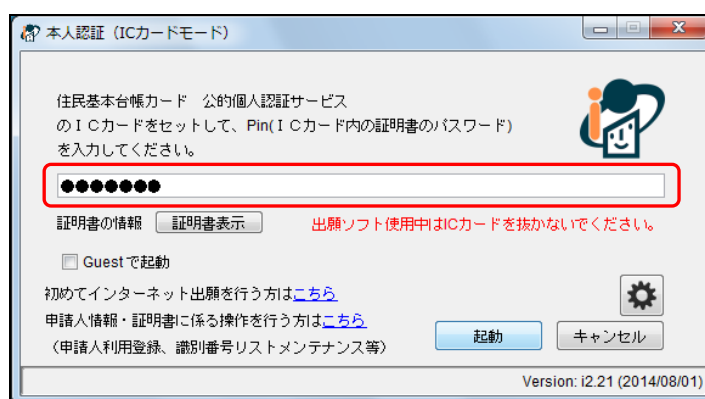 本人認証（ICカードモード）
住民基本台帳カード　公的個人認証サービス
のＩＣカードをセットして、Pin(ＩＣカード内の証明書のパスワード)
を入力してください。
●●●●●●●
証明書の情報 証明書表示 出願ソフト使用中はICカードを抜かないでください。
Guestで起動
初めてインターネット出願を行う方はこちら
申請人情報・証明書に係る操作を行う方はこちら
（申請人利用登録、識別番号リストメンテナンス等）
起動 キャンセル
Version: i2.21 (2014/08/01)